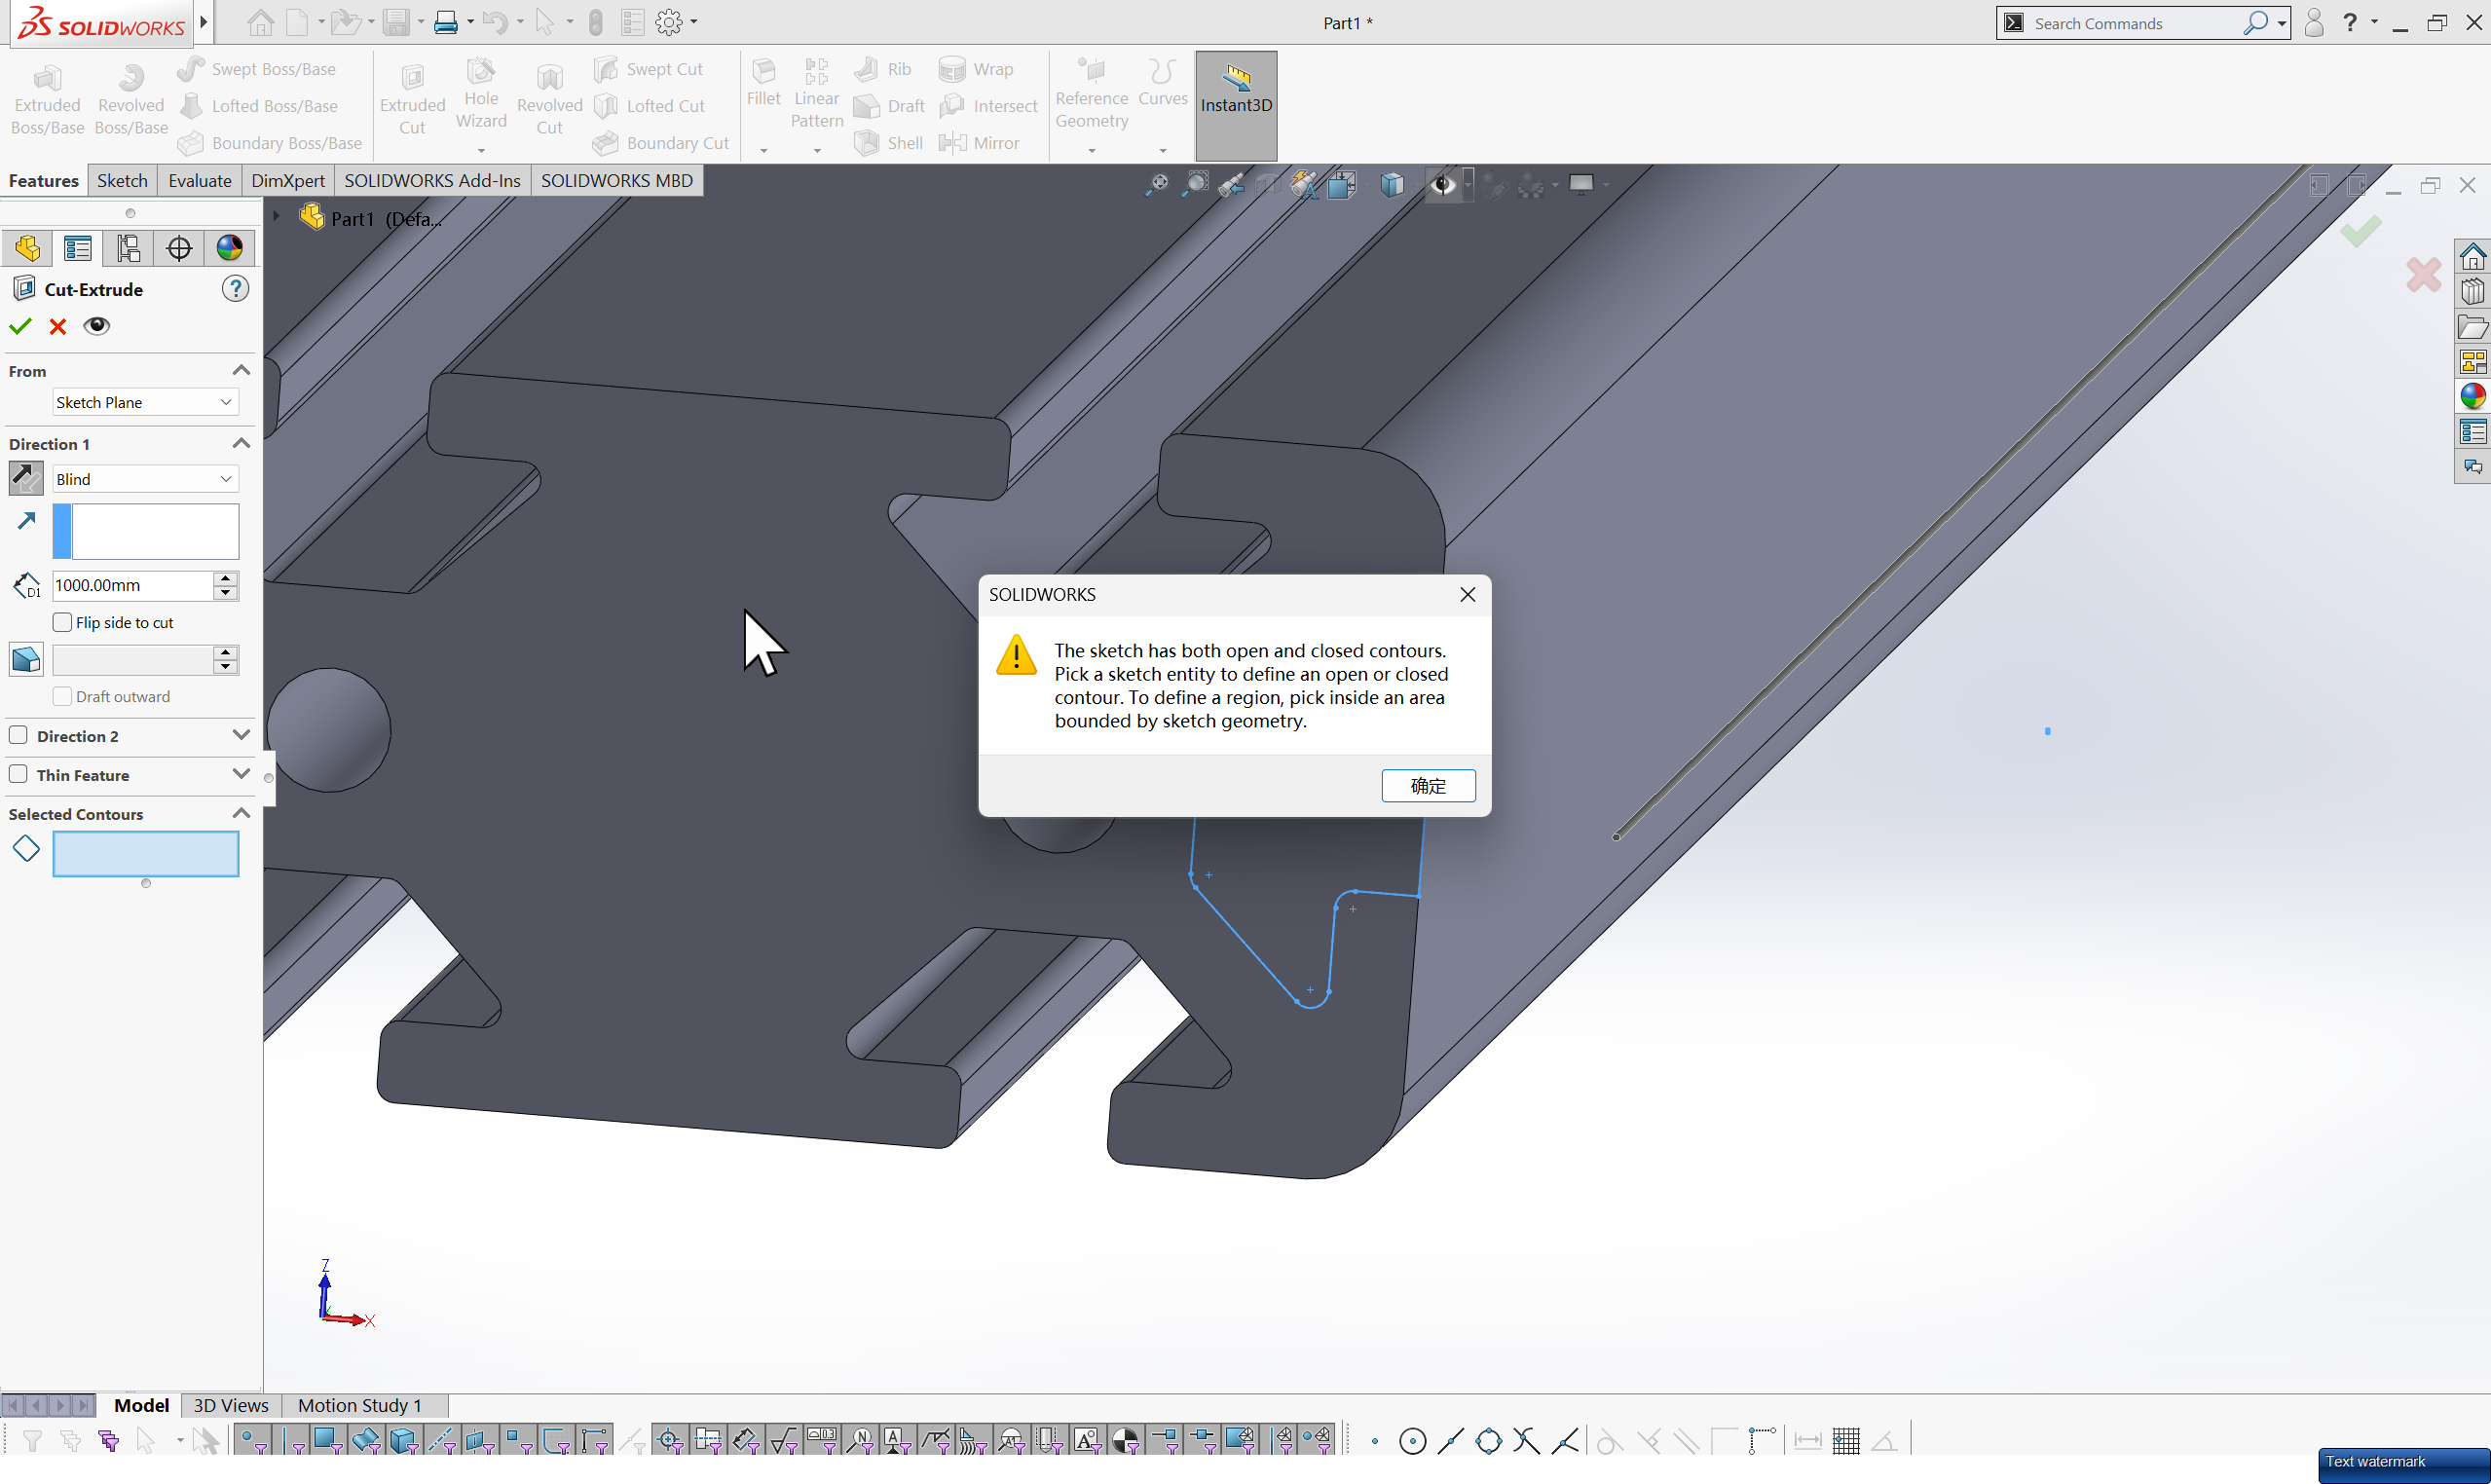 SOLIDWORKS
Part1 *
Search Commands
Extruded Boss/Base
Revolved Boss/Base
Swept Boss/Base
Lofted Boss/Base
Boundary Boss/Base
Extruded Cut
Hole Wizard
Revolved Cut
Swept Cut
Lofted Cut
Boundary Cut
Fillet
Linear Pattern
Rib
Draft
Shell
Wrap
Intersect
Mirror
Reference Geometry
Curves
Instant3D
Features
Sketch
Evaluate
DimXpert
SOLIDWORKS Add-Ins
SOLIDWORKS MBD
Part1 (Defa...
Cut-Extrude
From
Sketch Plane
Direction 1
Blind
D1
1000.00mm
Flip side to cut
Draft outward
Direction 2
Thin Feature
Selected Contours
SOLIDWORKS
The sketch has both open and closed contours.
Pick a sketch entity to define an open or closed
contour. To define a region, pick inside an area
bounded by sketch geometry.
确定
Z
X
Model
3D Views
Motion Study 1
Text watermark